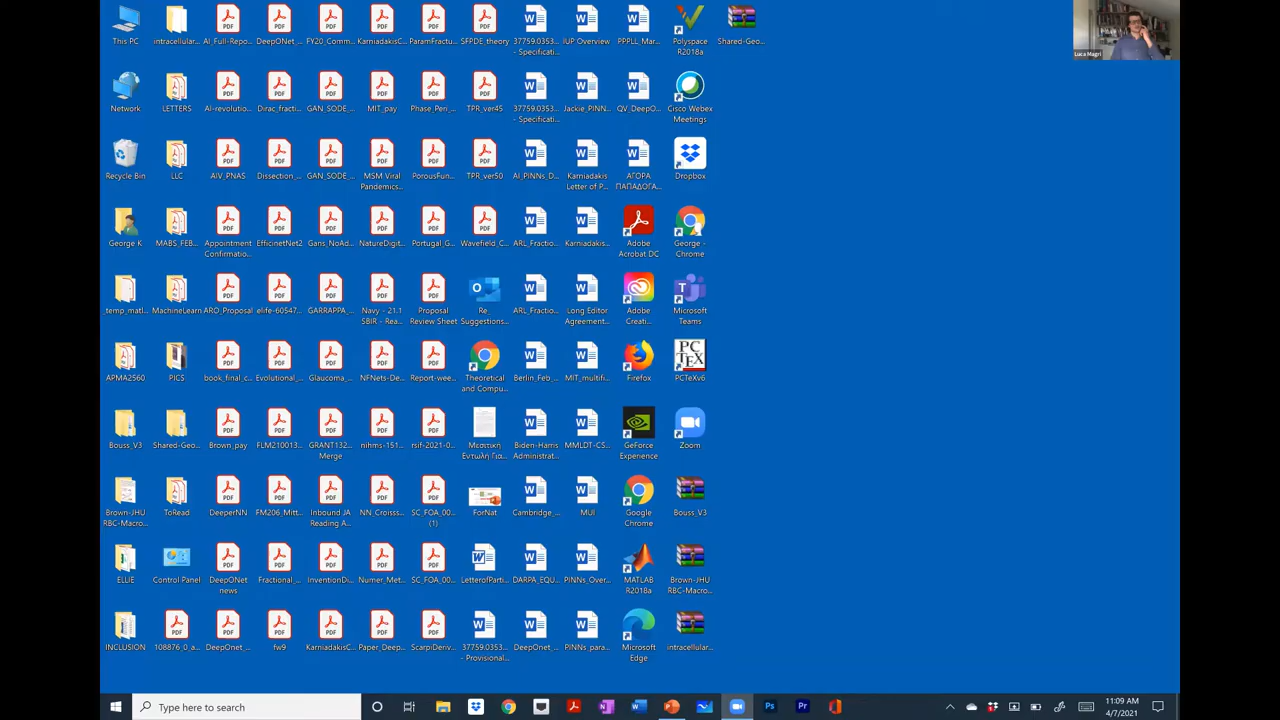 This PC
intracellular...
AI_Full-Repo...
DeepONet_...
FY20_Comm...
KarniadakisC...
ParamFractu...
SFPDE_theory
37759.0353...
- Specificati...
IUP Overview
PPPLL_Mar...
Polyspace
R2018a
Shared-Geo...
Luca Magri
Network
LETTERS
AI-revolutio...
Dirac_fracti...
GAN_SODE_...
MIT_pay
Phase_Pen_...
TPR_ver45
37759.0353...
- Specificati...
Jackie_PINN...
QV_DeepO...
Cisco Webex
Meetings
Recycle Bin
LLC
AIV_PNAS
Dissection_...
GAN_SODE_...
MSM Viral
Pandemics...
PorousFun...
TPR_ver50
AI_PINNs_D...
Karniadakis
Letter of P...
ΑΓΟΡΑ
ΠΑΠΑΔΟΓΑ...
Dropbox
George K
MABS_FEB...
Appointment
Confirmatio...
EfficinetNet2
Gans_NoAd...
NatureDigit...
Portugal_G...
Wavefield_C...
ARL_Fractio...
Karniadakis...
Adobe
Acrobat DC
George -
Chrome
_temp_matl...
MachineLearn
ARO_Proposal
elife-60547...
GARRAPPA_...
Navy - 21.1
SBIR - Rea...
Proposal
Review Sheet
Re_
Suggestions...
ARL_Fractio...
Long Editor
Agreement...
Adobe
Creati...
Microsoft
Teams
APMA2560
PICS
book_final_c...
Evolutional_...
Glaucoma_...
NFNets-De...
Report-wee...
Theoretical
and Compu...
Berlin_Feb_...
MIT_multifi...
Firefox
PCTeXv6
Bouss_V3
Shared-Geo...
Brown_pay
FLM210013...
GRANT132...
Merge
nihms-151...
rsif-2021-0...
Μεσιτική
Εντωλή Για...
Biden-Harris
Administrat...
MMLDT-CS...
GeForce
Experience
Zoom
Brown-JHU
RBC-Macro...
ToRead
DeeperNN
FM206_Mitt...
Inbound JA
Reading A...
NN_Croisss...
SC_FOA_00...
(1)
ForNat
Cambridge_...
MUI
Google
Chrome
Bouss_V3
ELLIE
Control Panel
DeepONet
news
Fractional_...
InventionDi...
Numer_Met...
SC_FOA_00...
LetterofParti...
DARPA_EQU...
PINNs_Over...
MATLAB
R2018a
Brown-JHU
RBC-Macro...
INCLUSION
108876_0_a...
DeepOnet_...
fw9
KarniadakisC...
Paper_Deep...
ScarpiDeriv...
37759.0353...
- Provisional...
DeepOnet_...
PINNs_para...
Microsoft
Edge
intracellular...
Type here to search
11:09 AM
4/7/2021